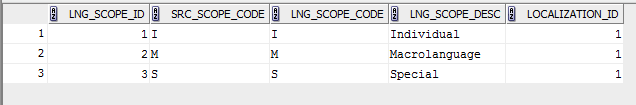 LNG_SCOPE_ID SRC_SCOPE_CODE LNG_SCOPE_CODE LNG_SCOPE_DESC LOCALIZATION_ID
1 1 I I Individual 1
2 2 M M Macrolanguage 1
3 3 S S Special 1